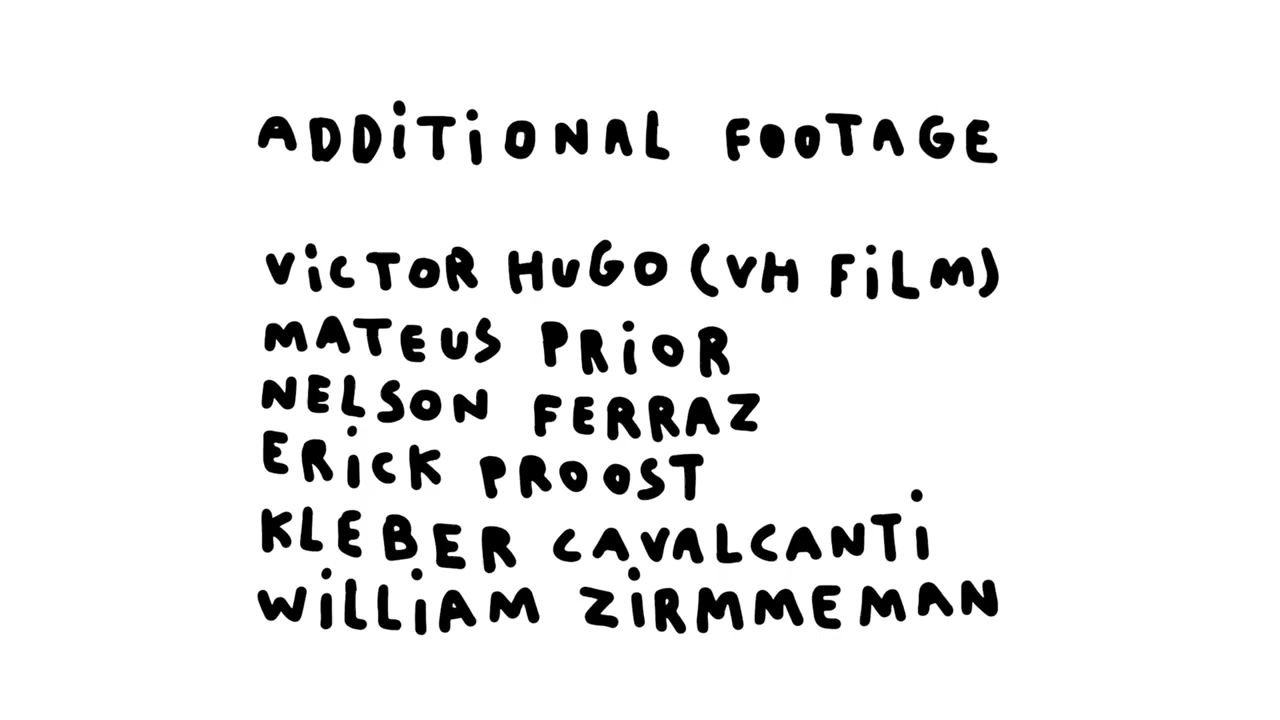 ADDiTiONAL FOOTAGE
ViCTOR HUGO (VH FiLM)
MATEUS PRiOR
NELSON FERRAZ
ERiCK PROOST
KLEBER CAVALCANTi
WiLLiAM ZiRMMEMAN